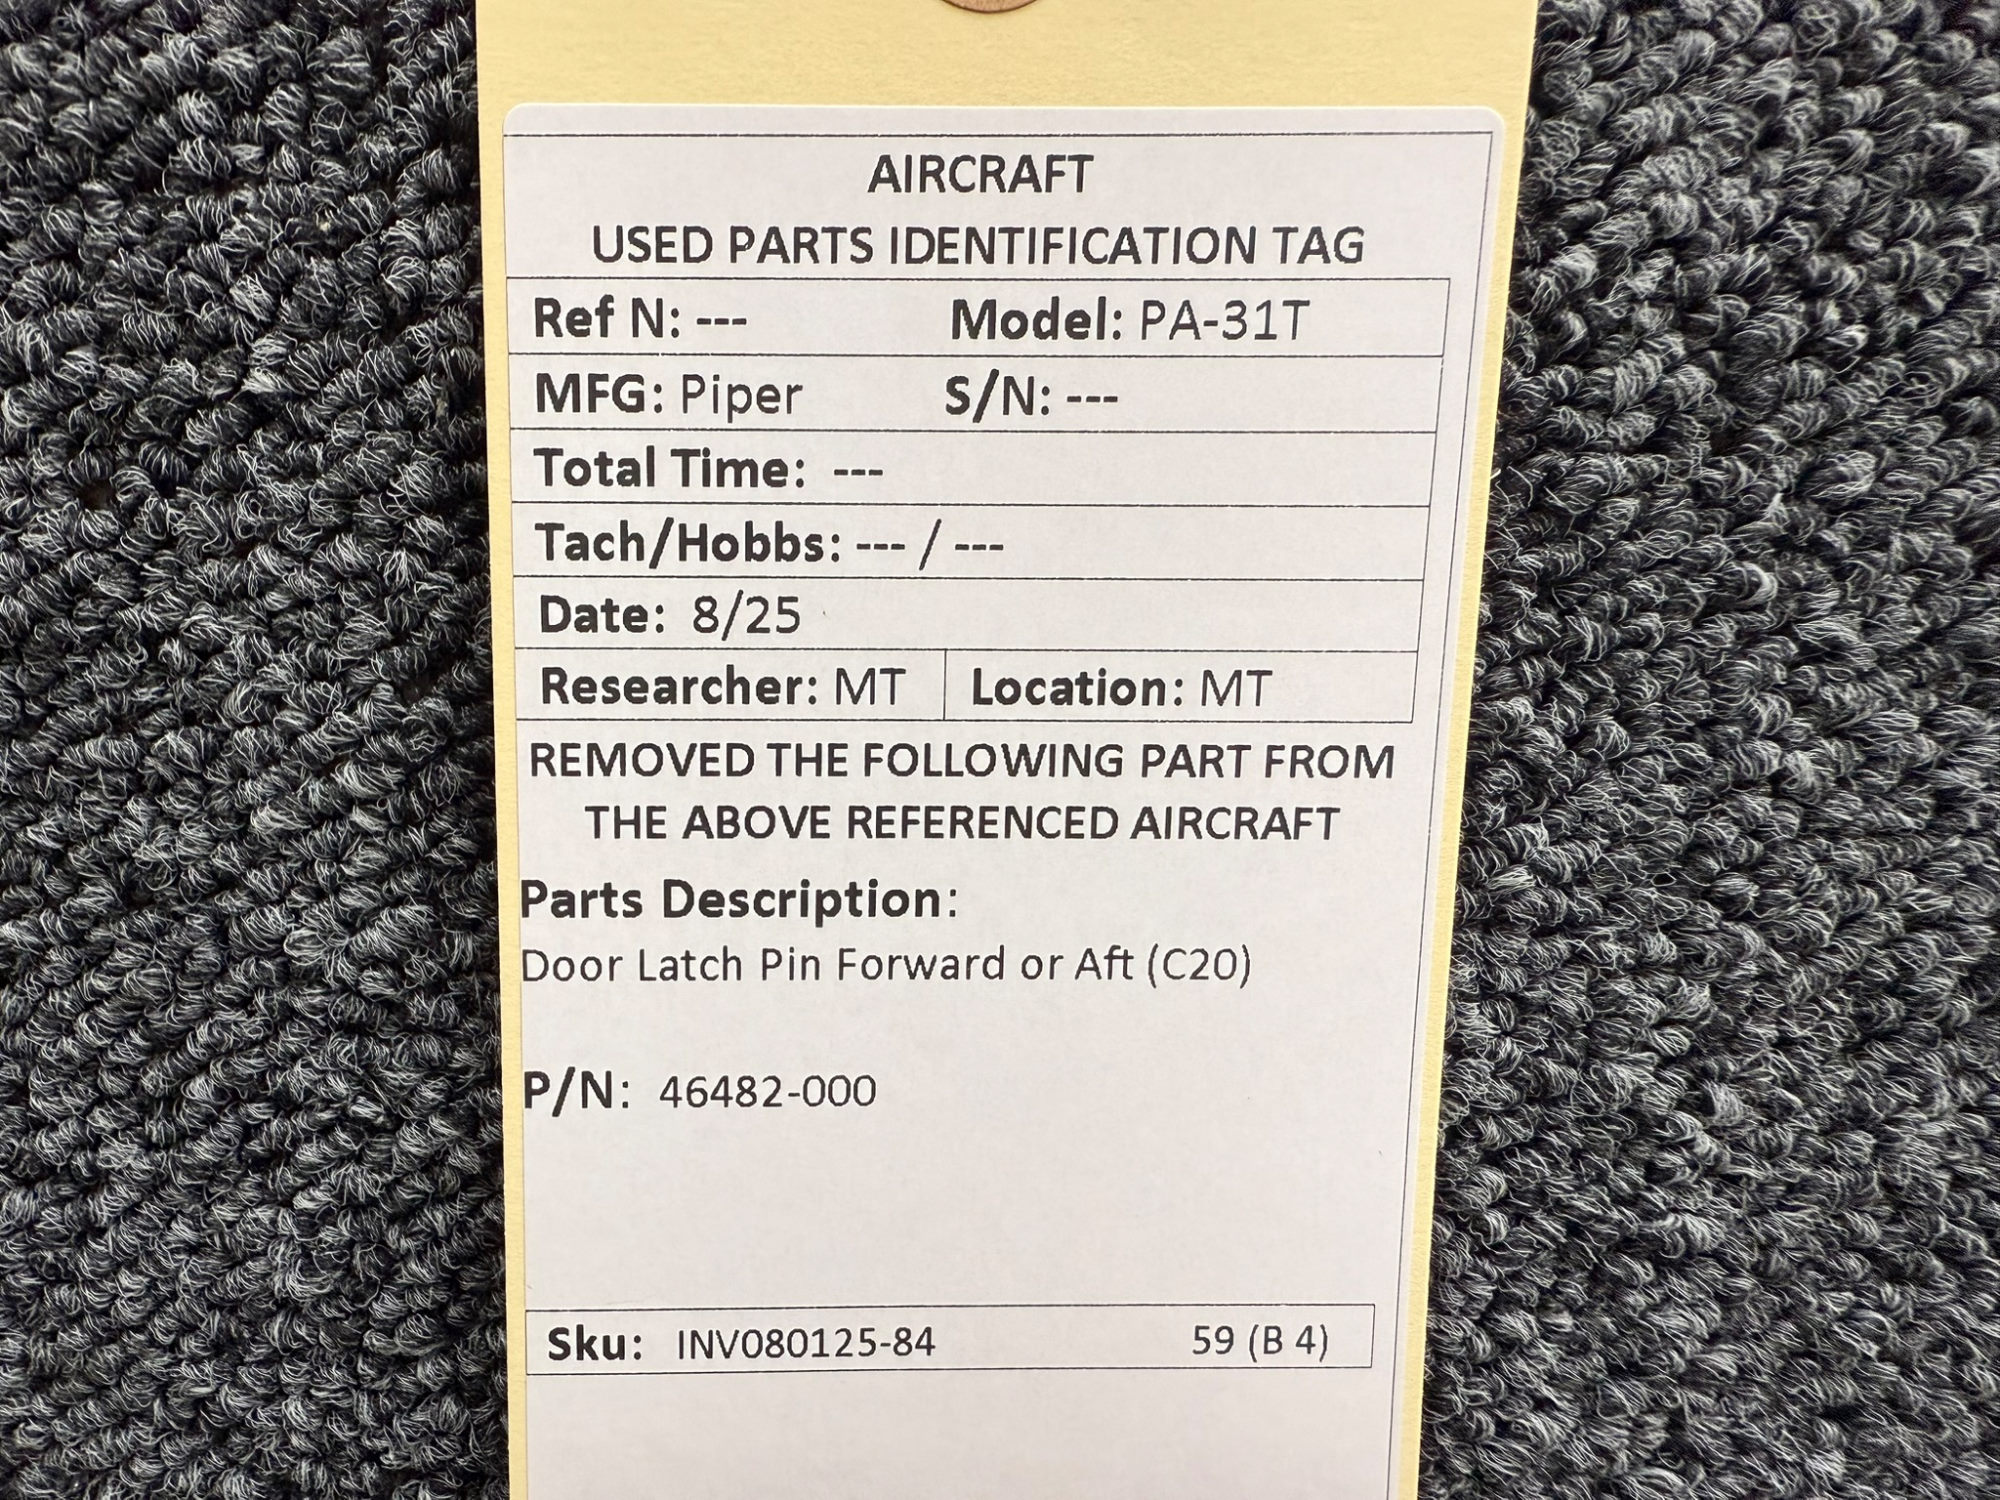 AIRCRAFT
USED PARTS IDENTIFICATION TAG
Ref N: --- Model: PA-31T
MFG: Piper S/N: ---
Total Time: ---
Tach/Hobbs: --- / ---
Date: 8/25
Researcher: MT Location: MT
REMOVED THE FOLLOWING PART FROM
THE ABOVE REFERENCED AIRCRAFT
Parts Description:
Door Latch Pin Forward or Aft (C20)
P/N: 46482-000
Sku: INV080125-84 59 (B 4)